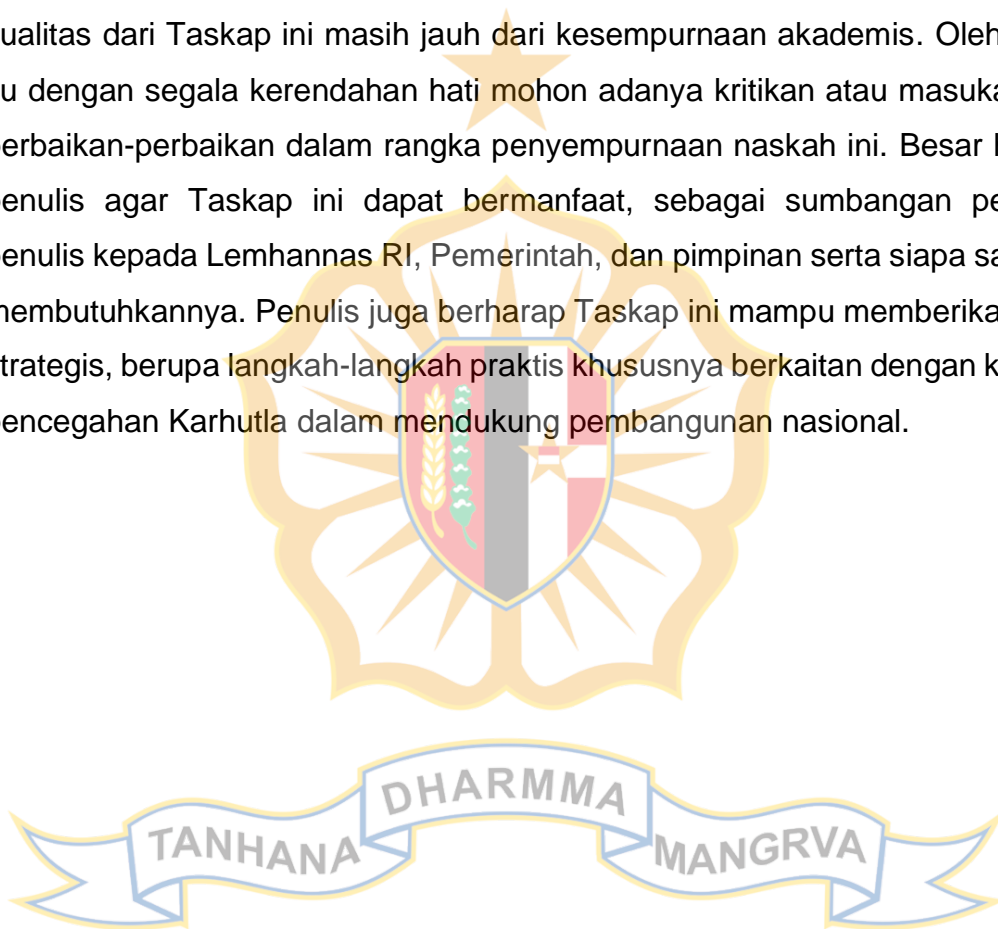 ualitas dari Taskap ini masih jauh dari kesempurnaan akademis. Oleh
u dengan segala kerendahan hati mohon adanya kritikan atau masuka
erbaikan-perbaikan dalam rangka penyempurnaan naskah ini. Besar
enulis agar Taskap ini dapat bermanfaat, sebagai sumbangan pe
enulis kepada Lemhannas RI, Pemerintah, dan pimpinan serta siapa sa
membutuhkannya. Penulis juga berharap Taskap ini mampu memberika
trategis, berupa langkah-langkah praktis khususnya berkaitan dengan k
encegahan Karhutla dalam mendukung pembangunan nasional.
TANHANA DHARMMA MANGRVA